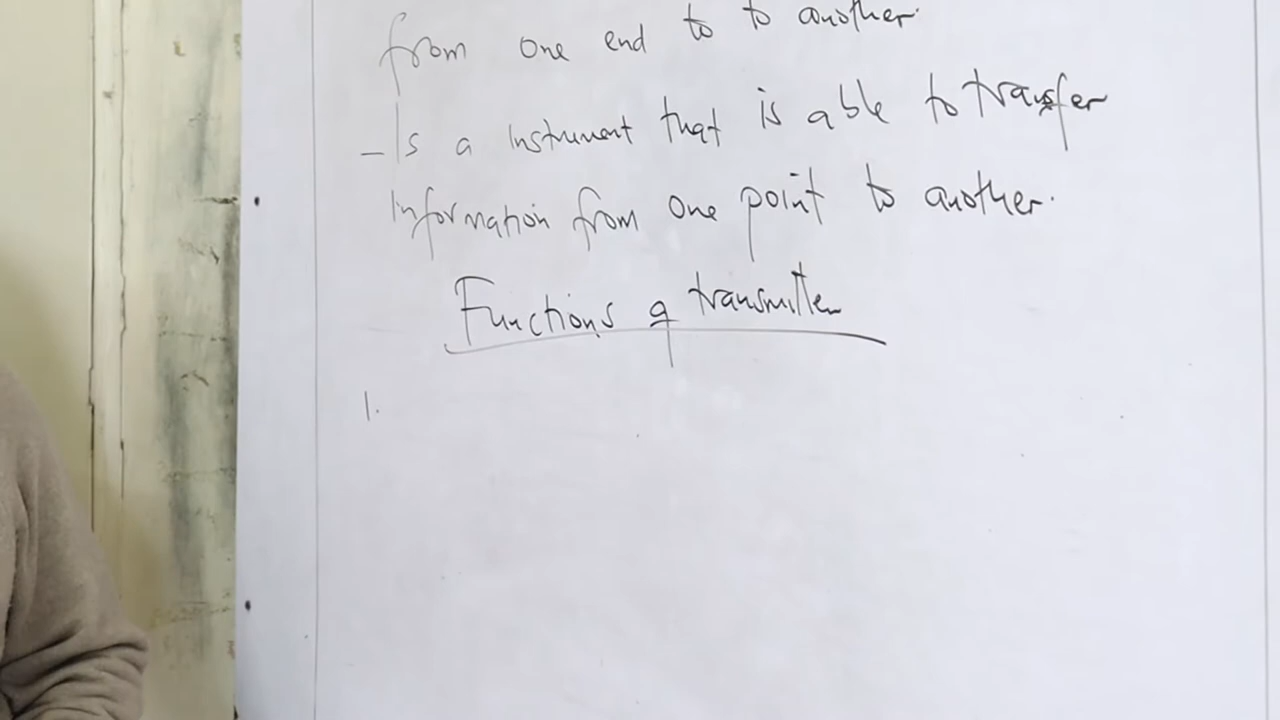 from one end to to another.
- Is a Instrument that is able to transfer
Information from one point to another.
Functions of transmitter
1.